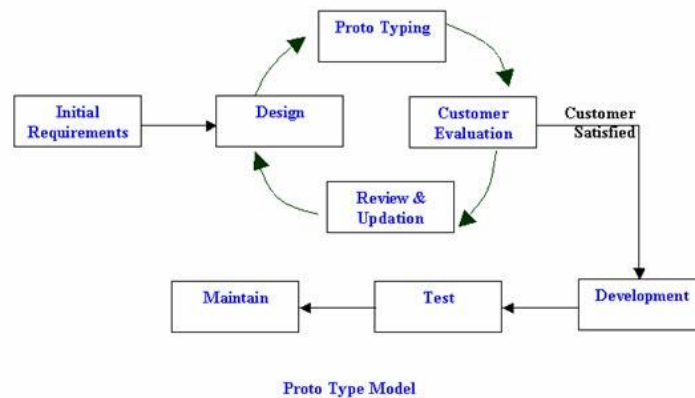 Proto Typing
Initial
Requirements
Design
Customer
Evaluation
Customer
Satisfied
Review &
Updation
Maintain
Test
Development
Proto Type Model